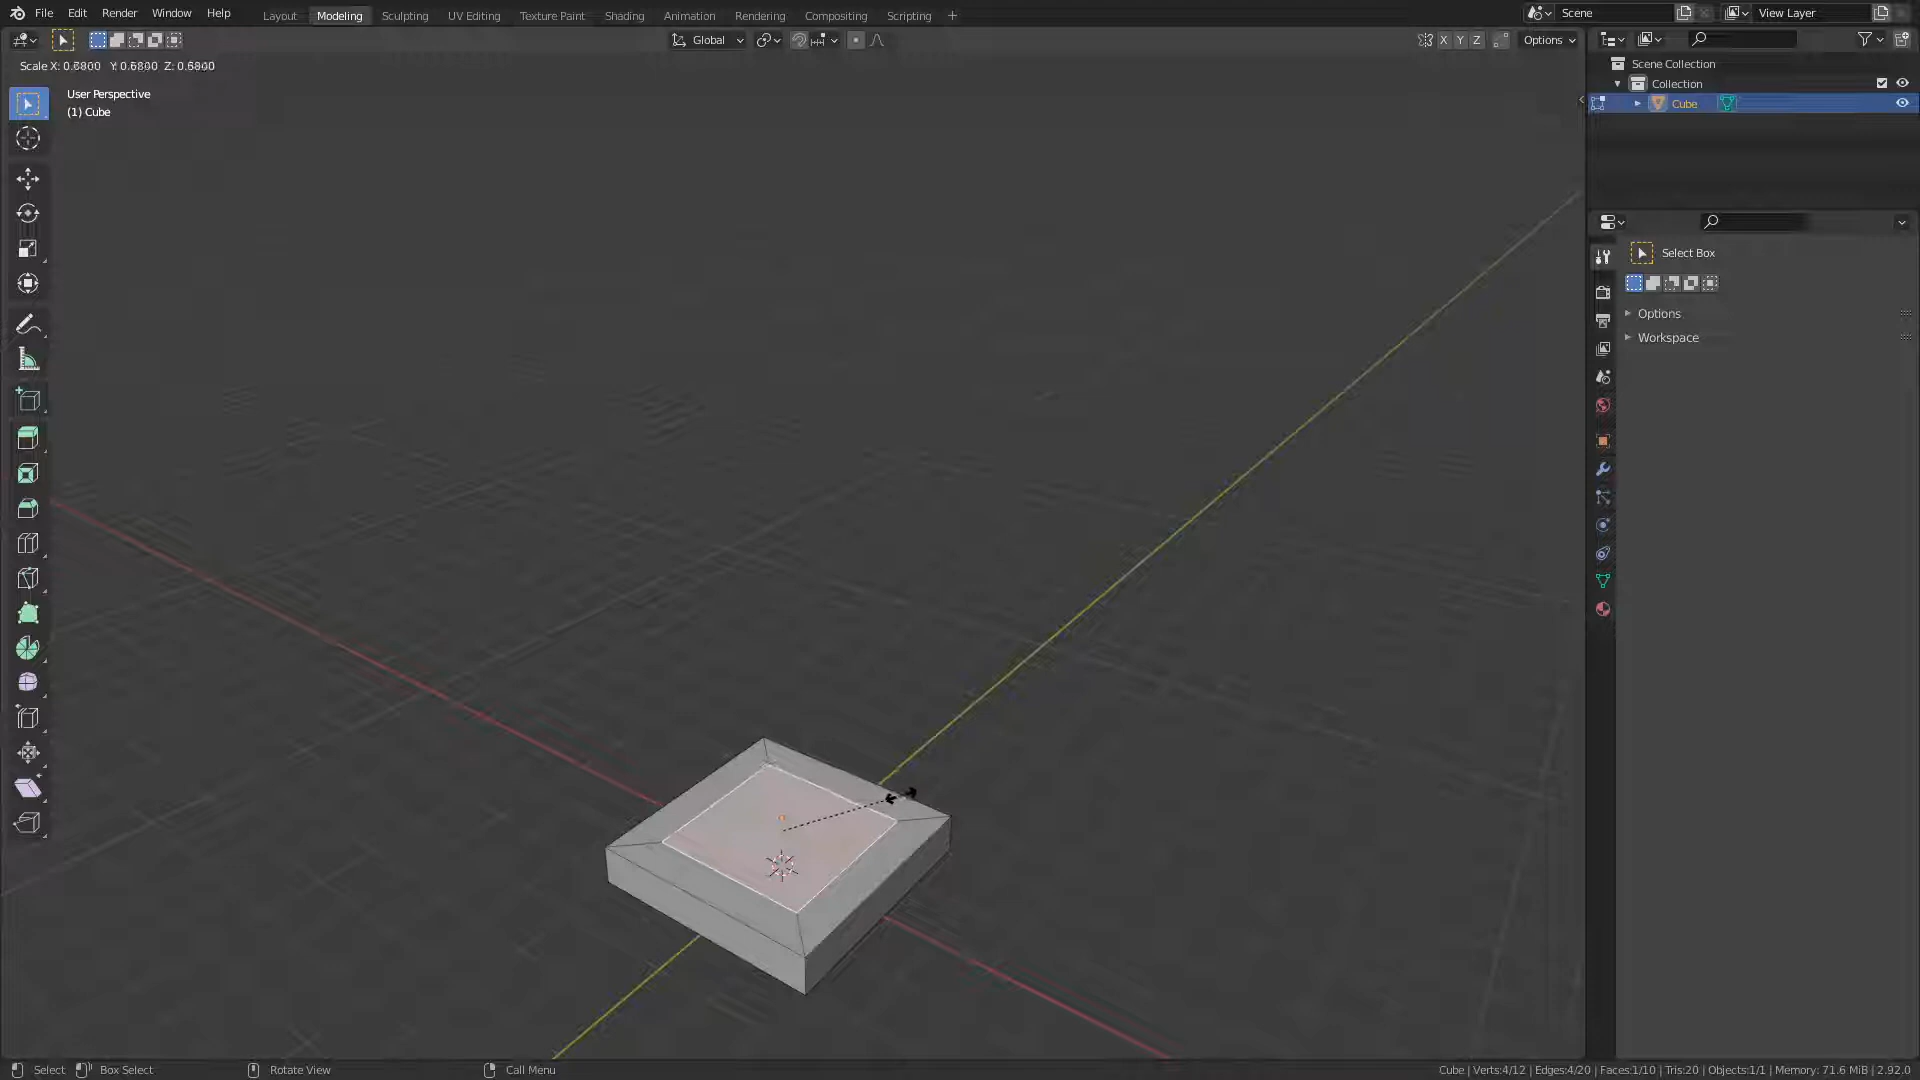 File Edit Render Window Help Layout Modeling Sculpting UV Editing Texture Paint Shading Animation Rendering Compositing Scripting + Scene View Layer
Global X Y Z Options
Scale X: 0.6800 Y: 0.6800 Z: 0.6800
User Perspective
(1) Cube
Scene Collection
Collection
Cube
Select Box
Options
Workspace
Select Box Select Rotate View Call Menu Cube | Verts:4/12 | Edges:4/20 | Faces:1/10 | Tris:20 | Objects:1/1 | Memory: 71.6 MiB | 2.92.0